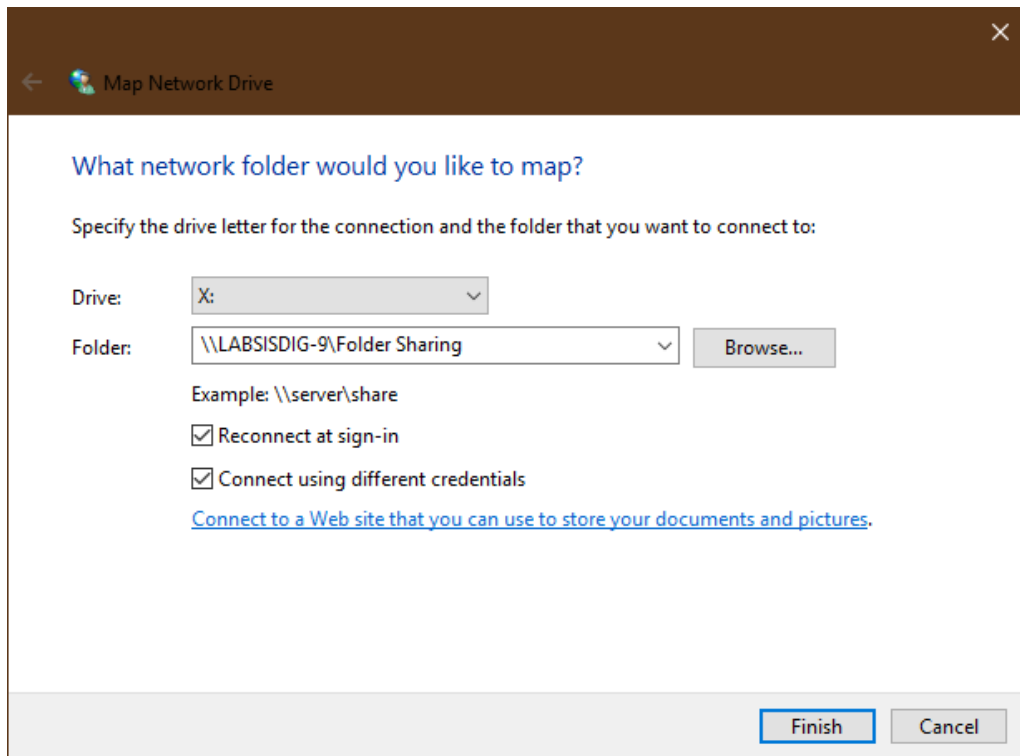 Map Network Drive
What network folder would you like to map?
Specify the drive letter for the connection and the folder that you want to connect to:
Drive: X:
Folder: \\LABSISDIG-9\Folder Sharing Browse...
Example: \\server\share
Reconnect at sign-in
Connect using different credentials
Connect to a Web site that you can use to store your documents and pictures.
Finish Cancel